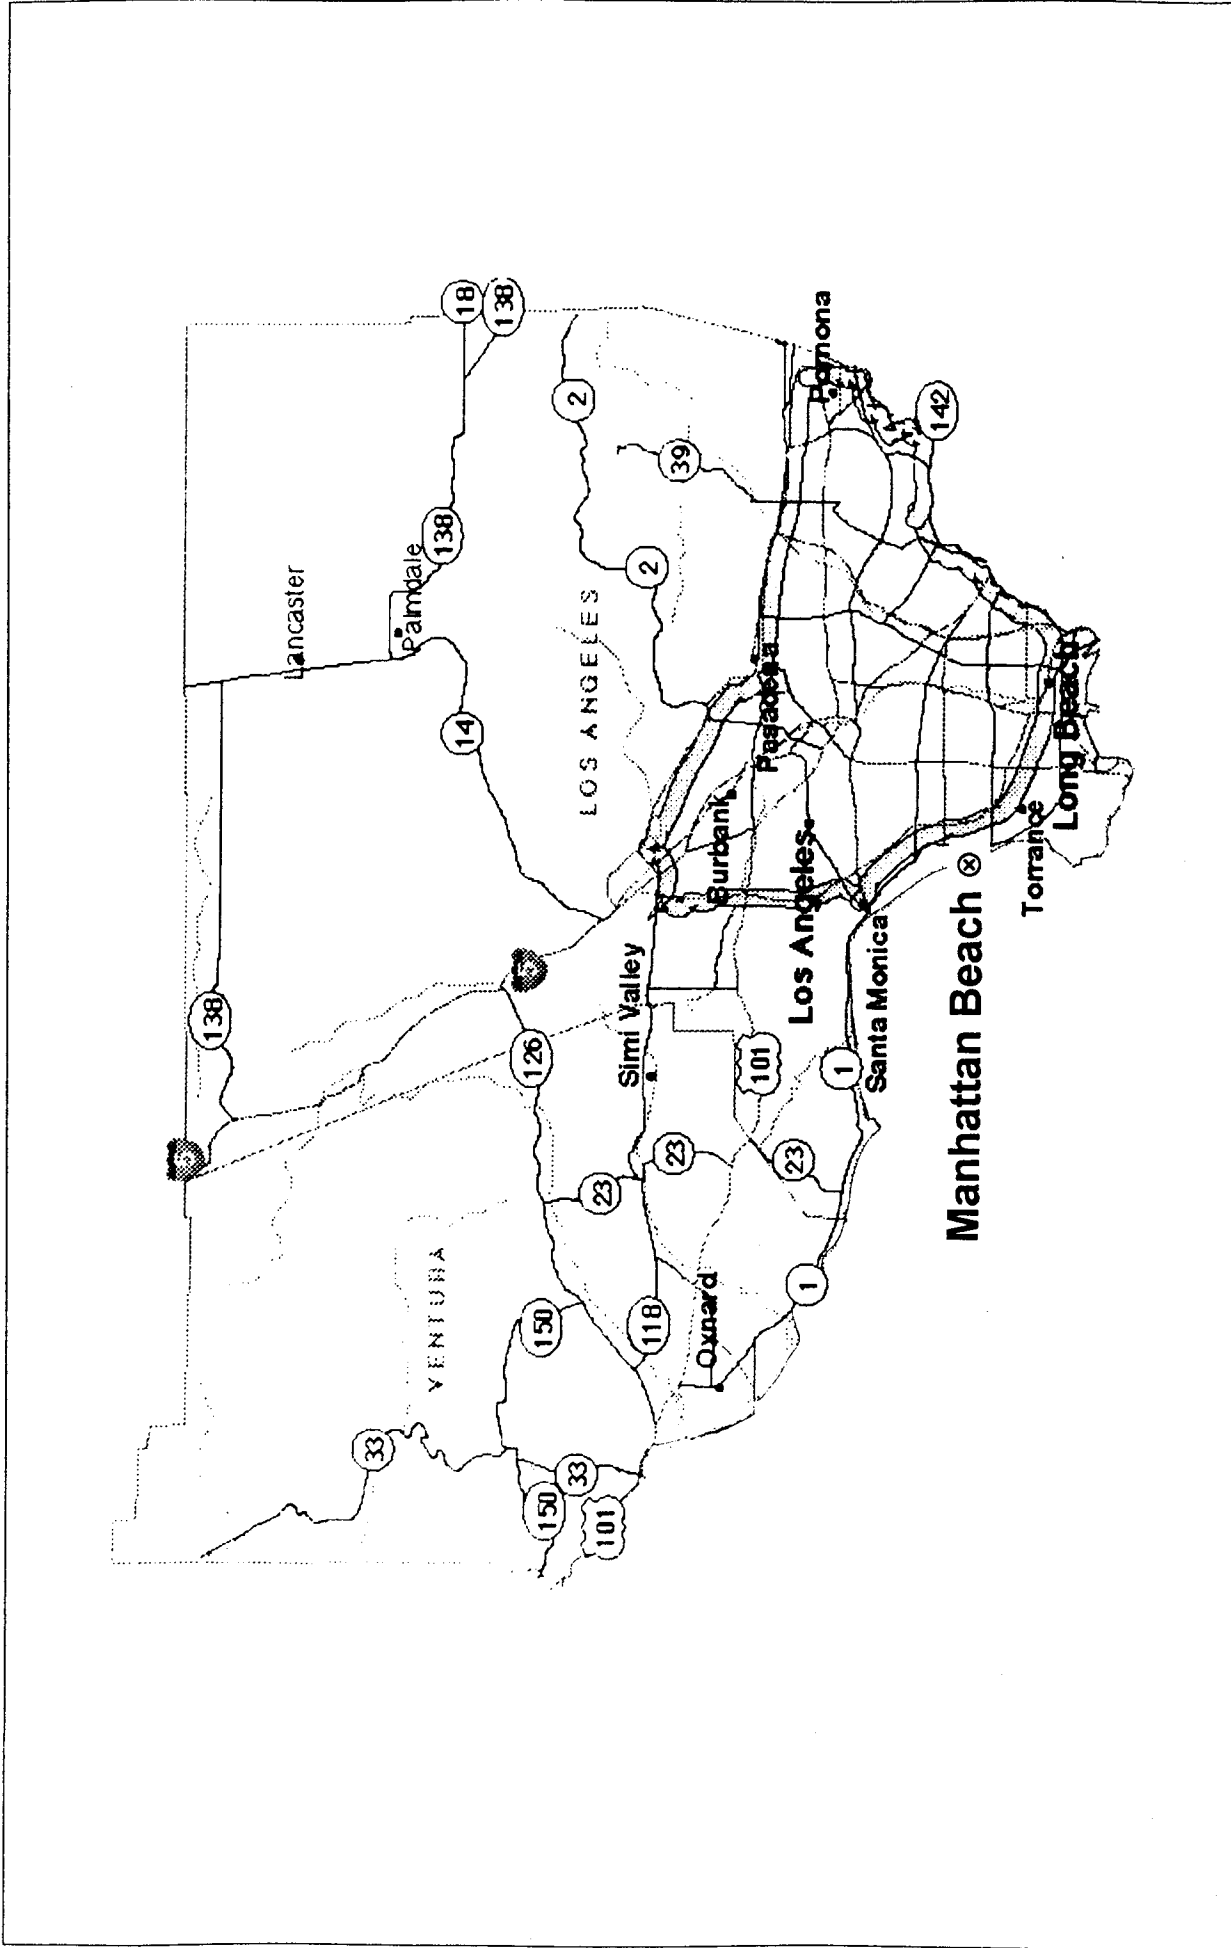 138
Lancaster
33
Palmdale
VENTURA
138
14
18
138
150
150
126
33
2
LOS ANGELES
101
23
Simi Valley
118
2
23
39
Oxnard
Burbank
101
Pasadena
23
Los Angeles
1
Pomona
1
Santa Monica
142
Manhattan Beach ⊗
Torrance
Long Beach